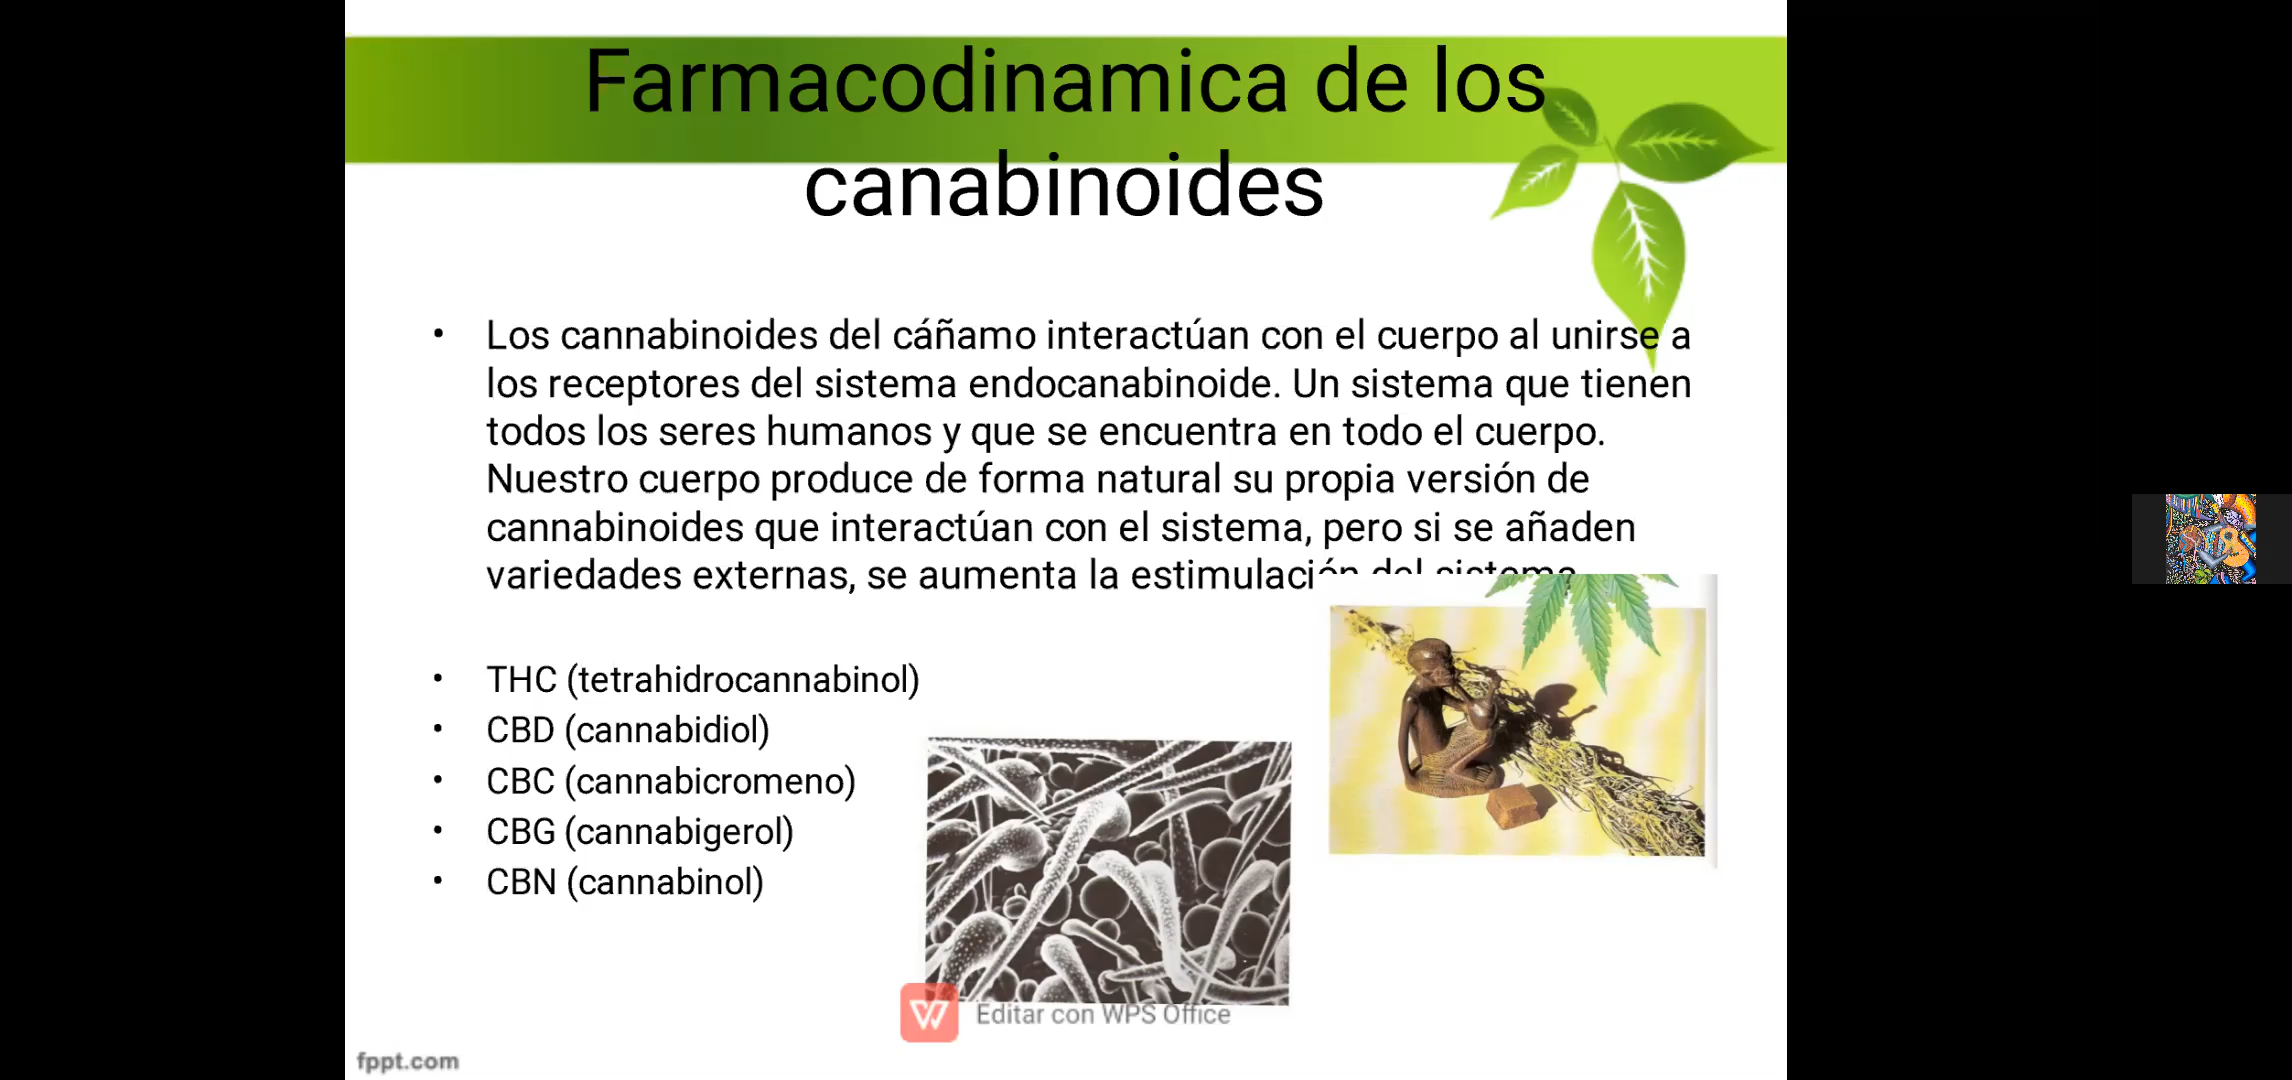 Farmacodinamica de los
canabinoides
• Los cannabinoides del cáñamo interactúan con el cuerpo al unirse a
los receptores del sistema endocanabinoide. Un sistema que tienen
todos los seres humanos y que se encuentra en todo el cuerpo.
Nuestro cuerpo produce de forma natural su propia versión de
cannabinoides que interactúan con el sistema, pero si se añaden
variedades externas, se aumenta la estimulación del sistema
• THC (tetrahidrocannabinol)
• CBD (cannabidiol)
• CBC (cannabicromeno)
• CBG (cannabigerol)
• CBN (cannabinol)
Editar con WPS Office
fppt.com